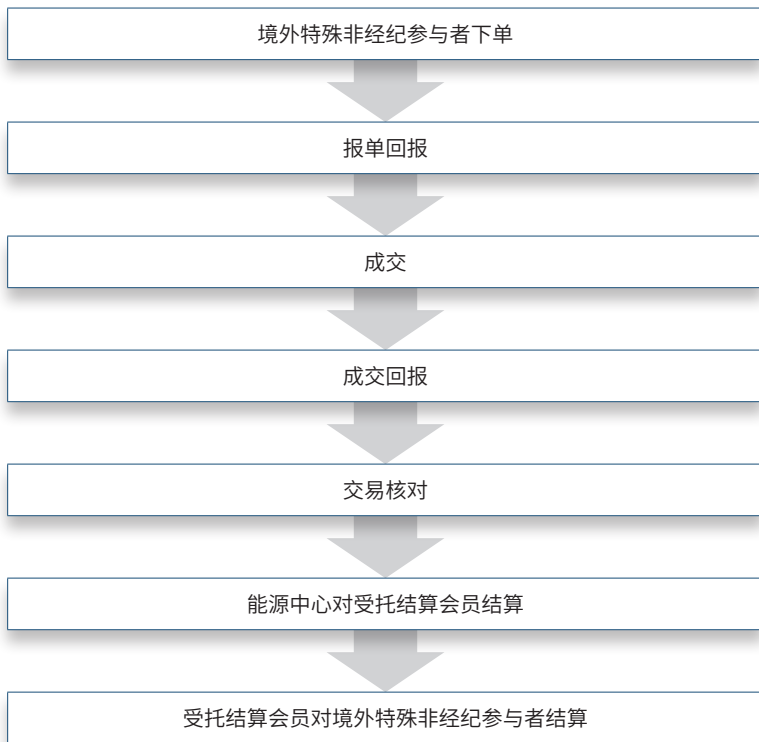 境外特殊非经纪参与者下单
报单回报
成交
成交回报
交易核对
能源中心对受托结算会员结算
受托结算会员对境外特殊非经纪参与者结算